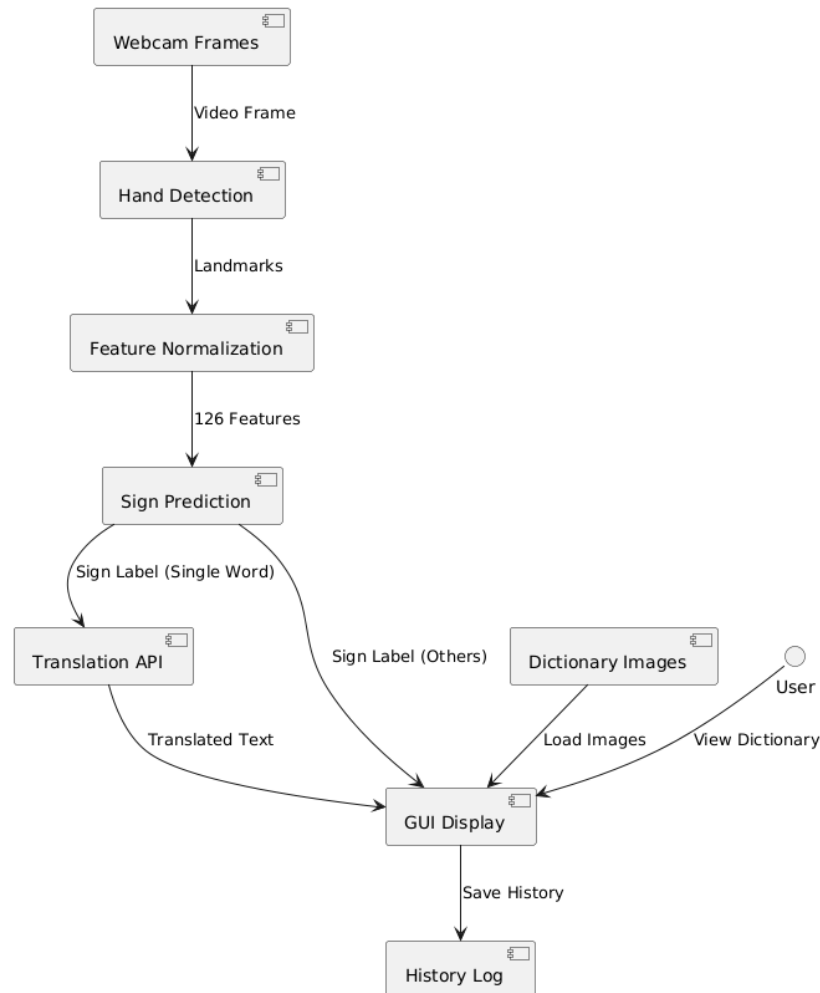 Webcam Frames
Video Frame
Hand Detection
Landmarks
Feature Normalization
126 Features
Sign Prediction
Sign Label (Single Word)
Sign Label (Others)
Translation API
Dictionary Images
User
Translated Text
Load Images
View Dictionary
GUI Display
Save History
History Log